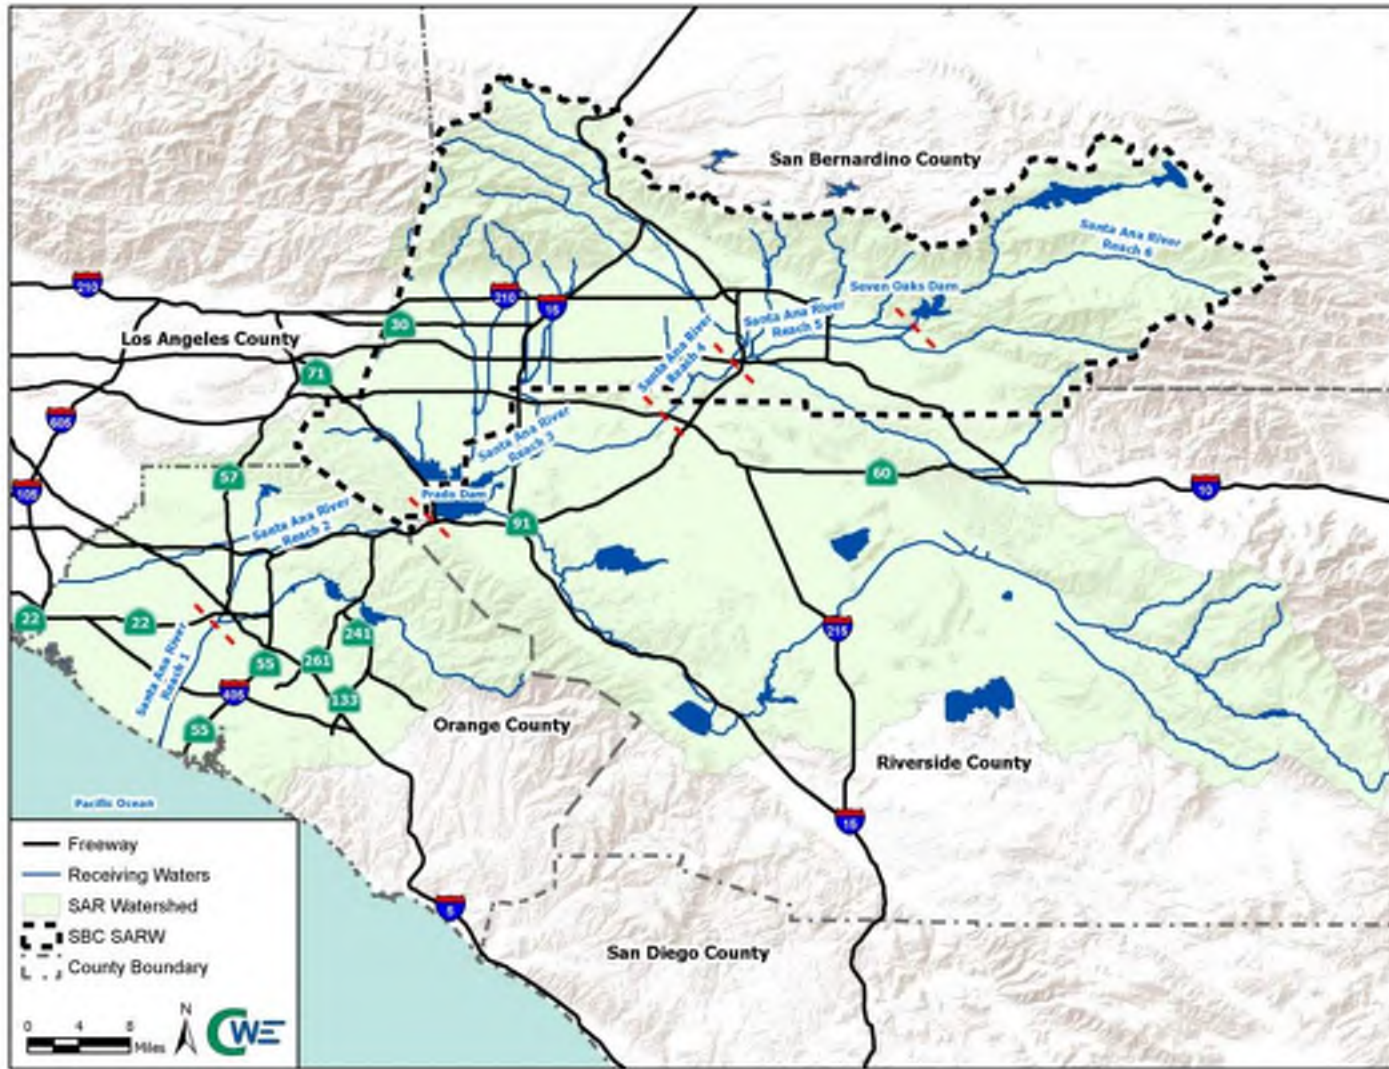 San Bernardino County
Santa Ana River
Reach 6
210
Seven Oaks Dam
210
15
Santa Ana River
Reach 5
30
Los Angeles County
Santa Ana River
Reach 4
71
605
Santa Ana River
Reach 3
57
60
105
10
Prado Dam
Santa Ana River
Reach 2
91
22
22
241
215
Santa Ana River
Reach 1
55
261
405
133
55
Orange County
Riverside County
Pacific Ocean
15
Freeway
Receiving Waters
SAR Watershed
5
SBC SARW
San Diego County
County Boundary
N
0 4 8
Miles
CWE